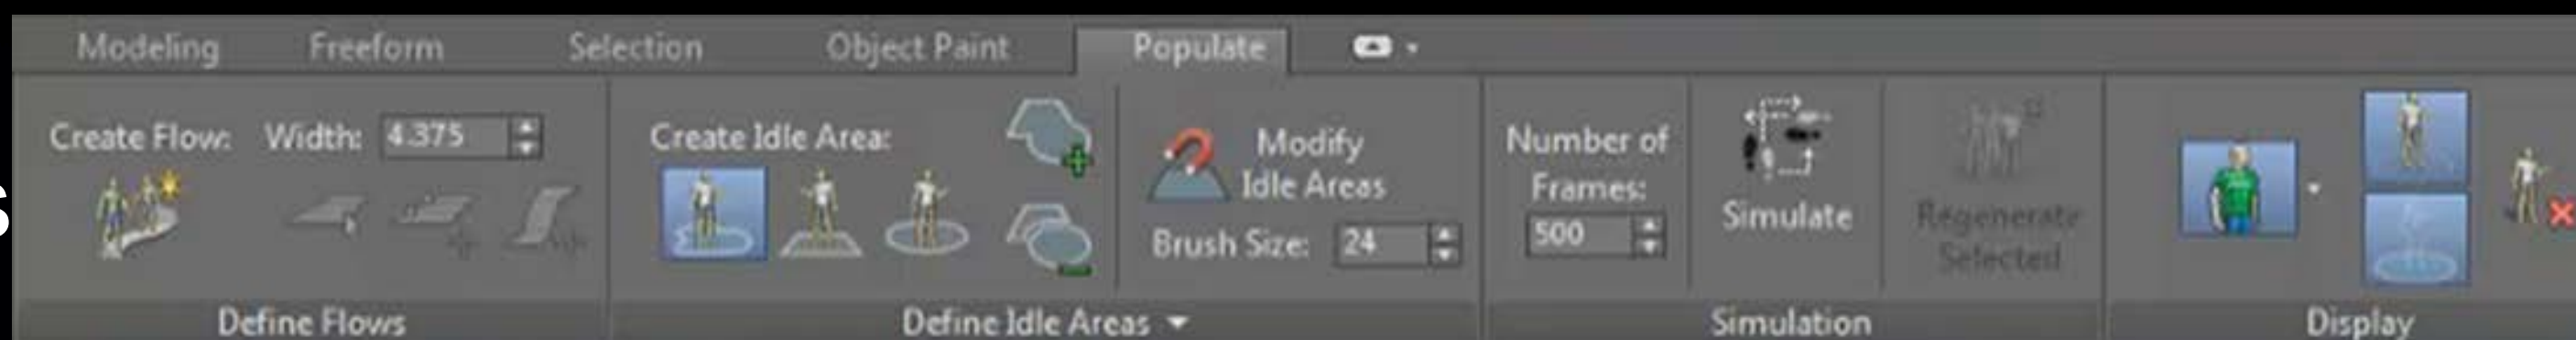 Modeling Freeform Selection Object Paint Populate
Create Flow: Width: 4.375
Create Idle Area:
Modify
Idle Areas
Brush Size: 24
Number of
Frames:
500
Simulate
Regenerate
Selected
Define Flows Define Idle Areas Simulation Display
s